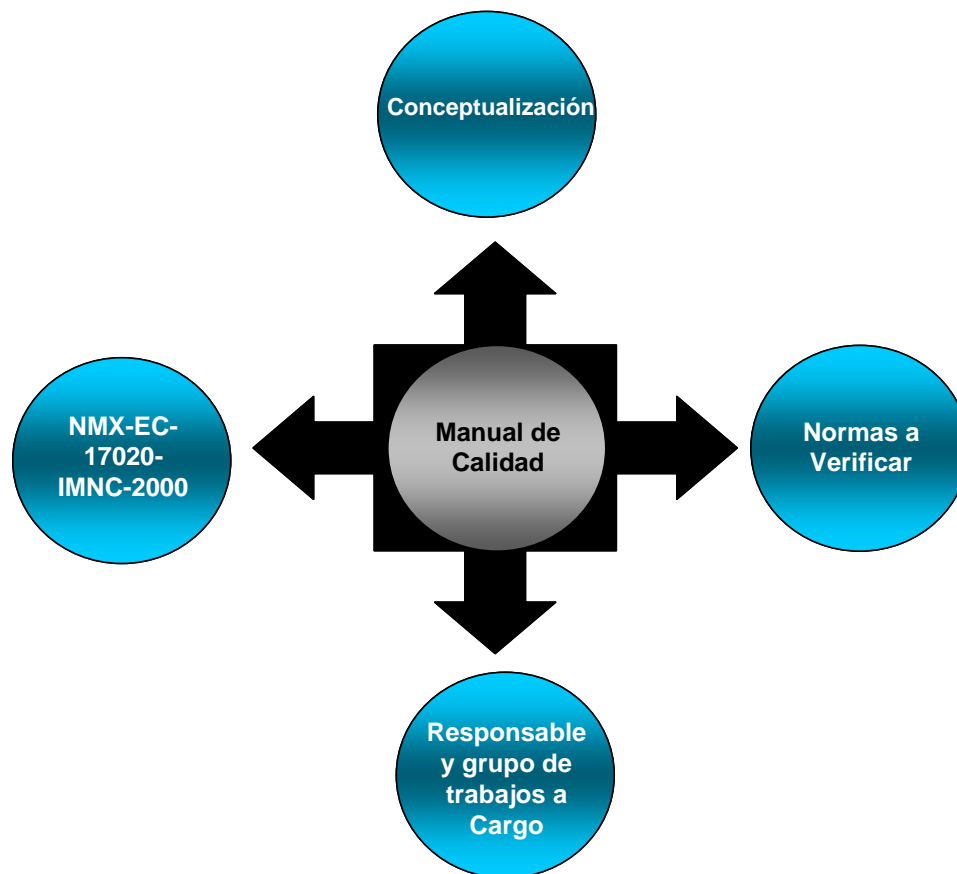 Conceptualización
NMX-EC-
17020-
IMNC-2000
Manual de
Calidad
Normas a
Verificar
Responsable
y grupo de
trabajos a
Cargo